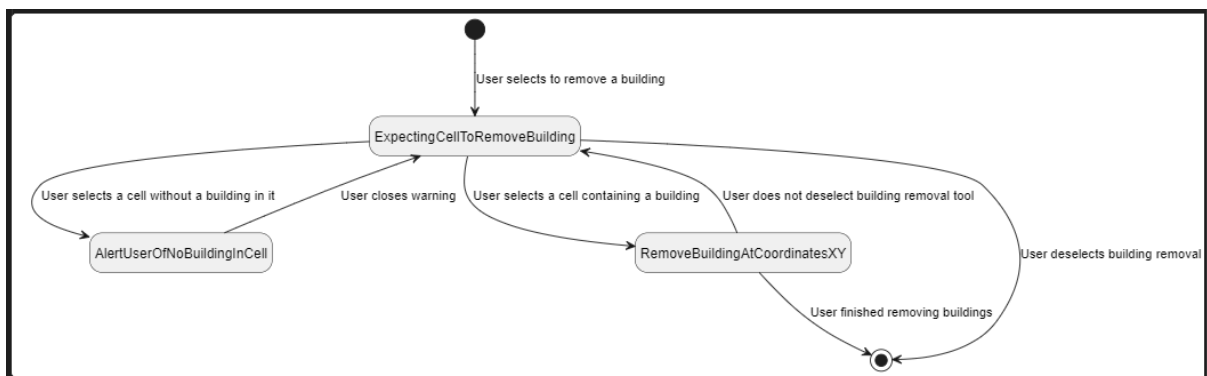 User selects to remove a building
ExpectingCellToRemoveBuilding
User selects a cell without a building in it
User closes warning
User selects a cell containing a building
User does not deselect building removal tool
AlertUserOfNoBuildingInCell
RemoveBuildingAtCoordinatesXY
User deselects building removal
User finished removing buildings